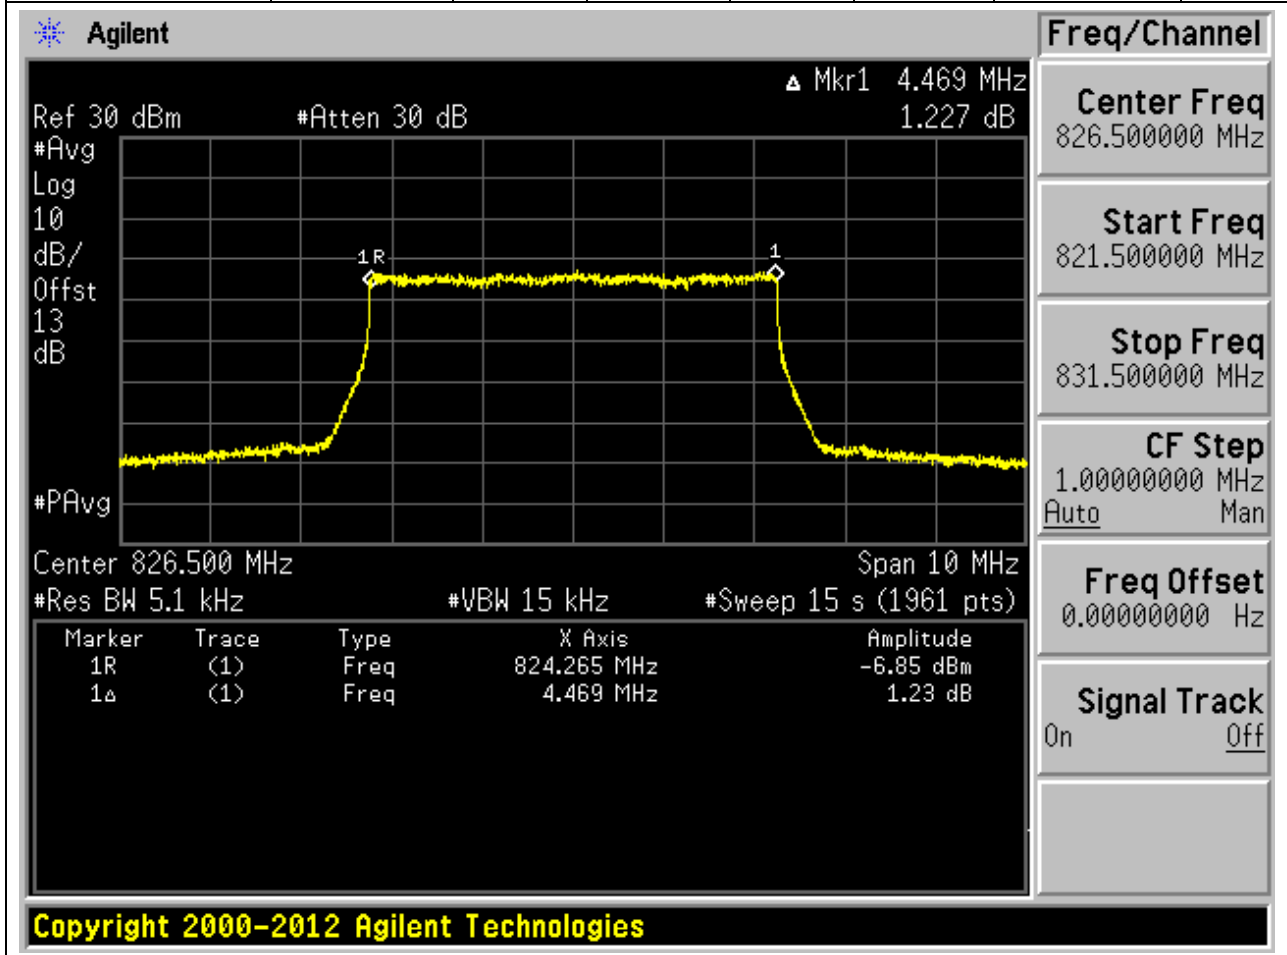 Agilent
Freq/Channel
Δ Mkr1 4.469 MHz
Ref 30 dBm #Atten 30 dB 1.227 dB
#Avg
Log
10
dB/
Offst
13
dB
#PAvg
1R
1
Center 826.500 MHz Span 10 MHz
#Res BW 5.1 kHz #VBW 15 kHz #Sweep 15 s (1961 pts)
Marker Trace Type X Axis Amplitude
1R (1) Freq 824.265 MHz -6.85 dBm
1Δ (1) Freq 4.469 MHz 1.23 dB
Center Freq
826.500000 MHz
Start Freq
821.500000 MHz
Stop Freq
831.500000 MHz
CF Step
1.00000000 MHz
Auto Man
Freq Offset
0.00000000 Hz
Signal Track
On Off
Copyright 2000-2012 Agilent Technologies